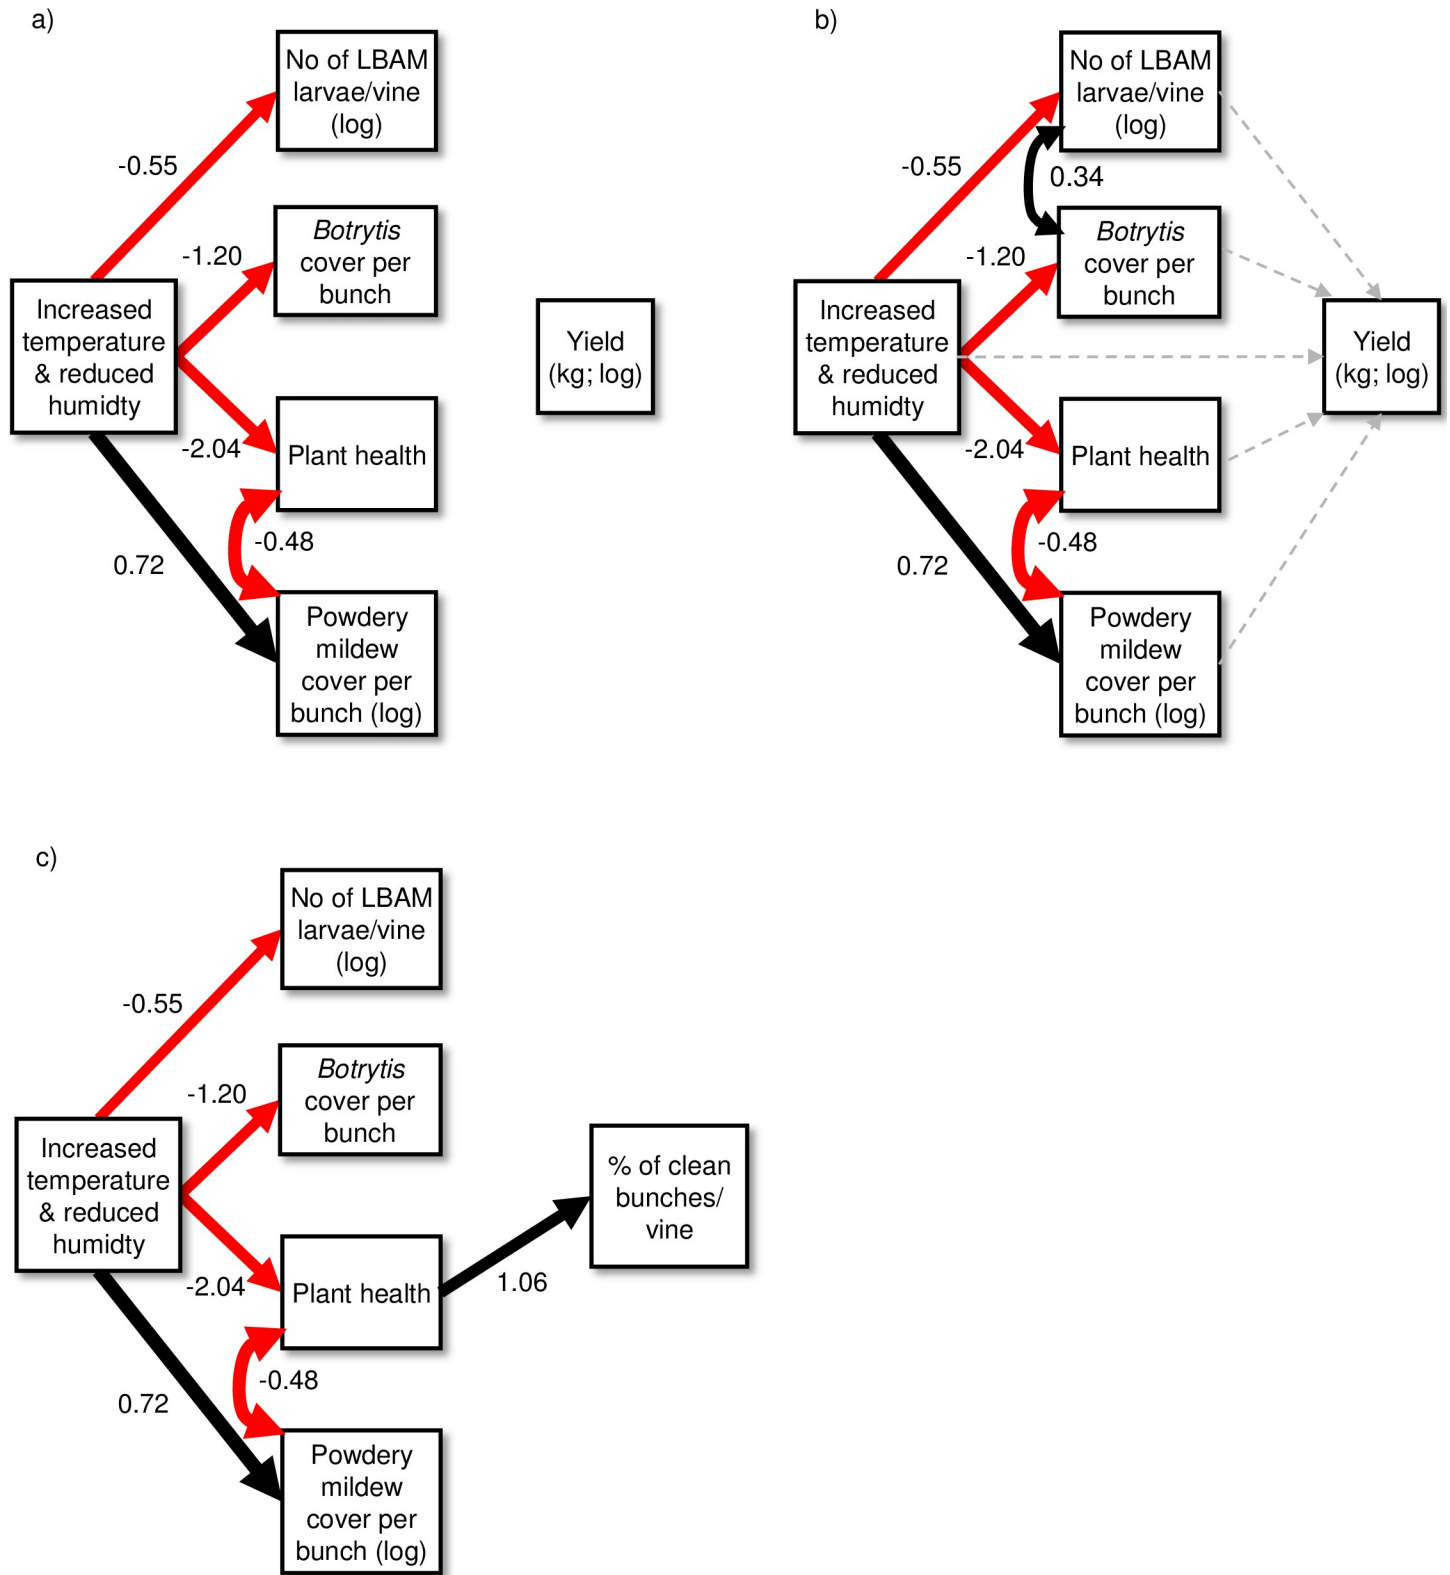 a)
No of LBAM
larvae/vine
(log)
-0.55
Botrytis
cover per
bunch
-1.20
Increased
temperature
& reduced
humidty
Yield
(kg; log)
-2.04
Plant health
-0.48
0.72
Powdery
mildew
cover per
bunch (log)
b)
No of LBAM
larvae/vine
(log)
-0.55
0.34
Botrytis
cover per
bunch
-1.20
Increased
temperature
& reduced
humidty
Yield
(kg; log)
-2.04
Plant health
-0.48
0.72
Powdery
mildew
cover per
bunch (log)
c)
No of LBAM
larvae/vine
(log)
-0.55
Botrytis
cover per
bunch
-1.20
Increased
temperature
& reduced
humidty
% of clean
bunches/
vine
-2.04
Plant health
1.06
-0.48
0.72
Powdery
mildew
cover per
bunch (log)